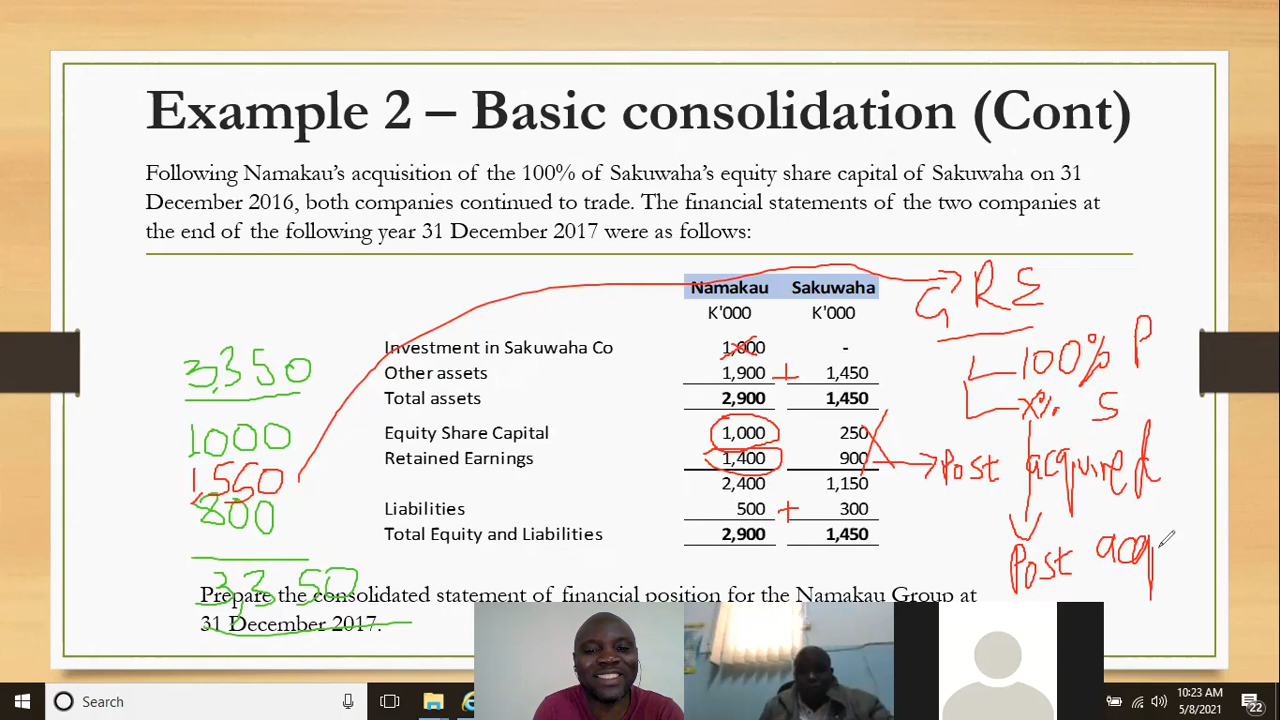 Example 2 – Basic consolidation (Cont)
Following Namakau's acquisition of the 100% of Sakuwaha's equity share capital of Sakuwaha on 31
December 2016, both companies continued to trade. The financial statements of the two companies at
the end of the following year 31 December 2017 were as follows:
Namakau Sakuwaha
K'000 K'000
Investment in Sakuwaha Co 1,000 -
Other assets 1,900 + 1,450
Total assets 2,900 1,450
Equity Share Capital 1,000 250
Retained Earnings 1,400 900
2,400 1,150
Liabilities 500 + 300
Total Equity and Liabilities 2,900 1,450
3,350
1000
1550
800
3,350
G R E
100% P
x% S
Post acquired
Post acq
Prepare the consolidated statement of financial position for the Namakau Group at
31 December 2017.
Search
10:23 AM
5/8/2021
22